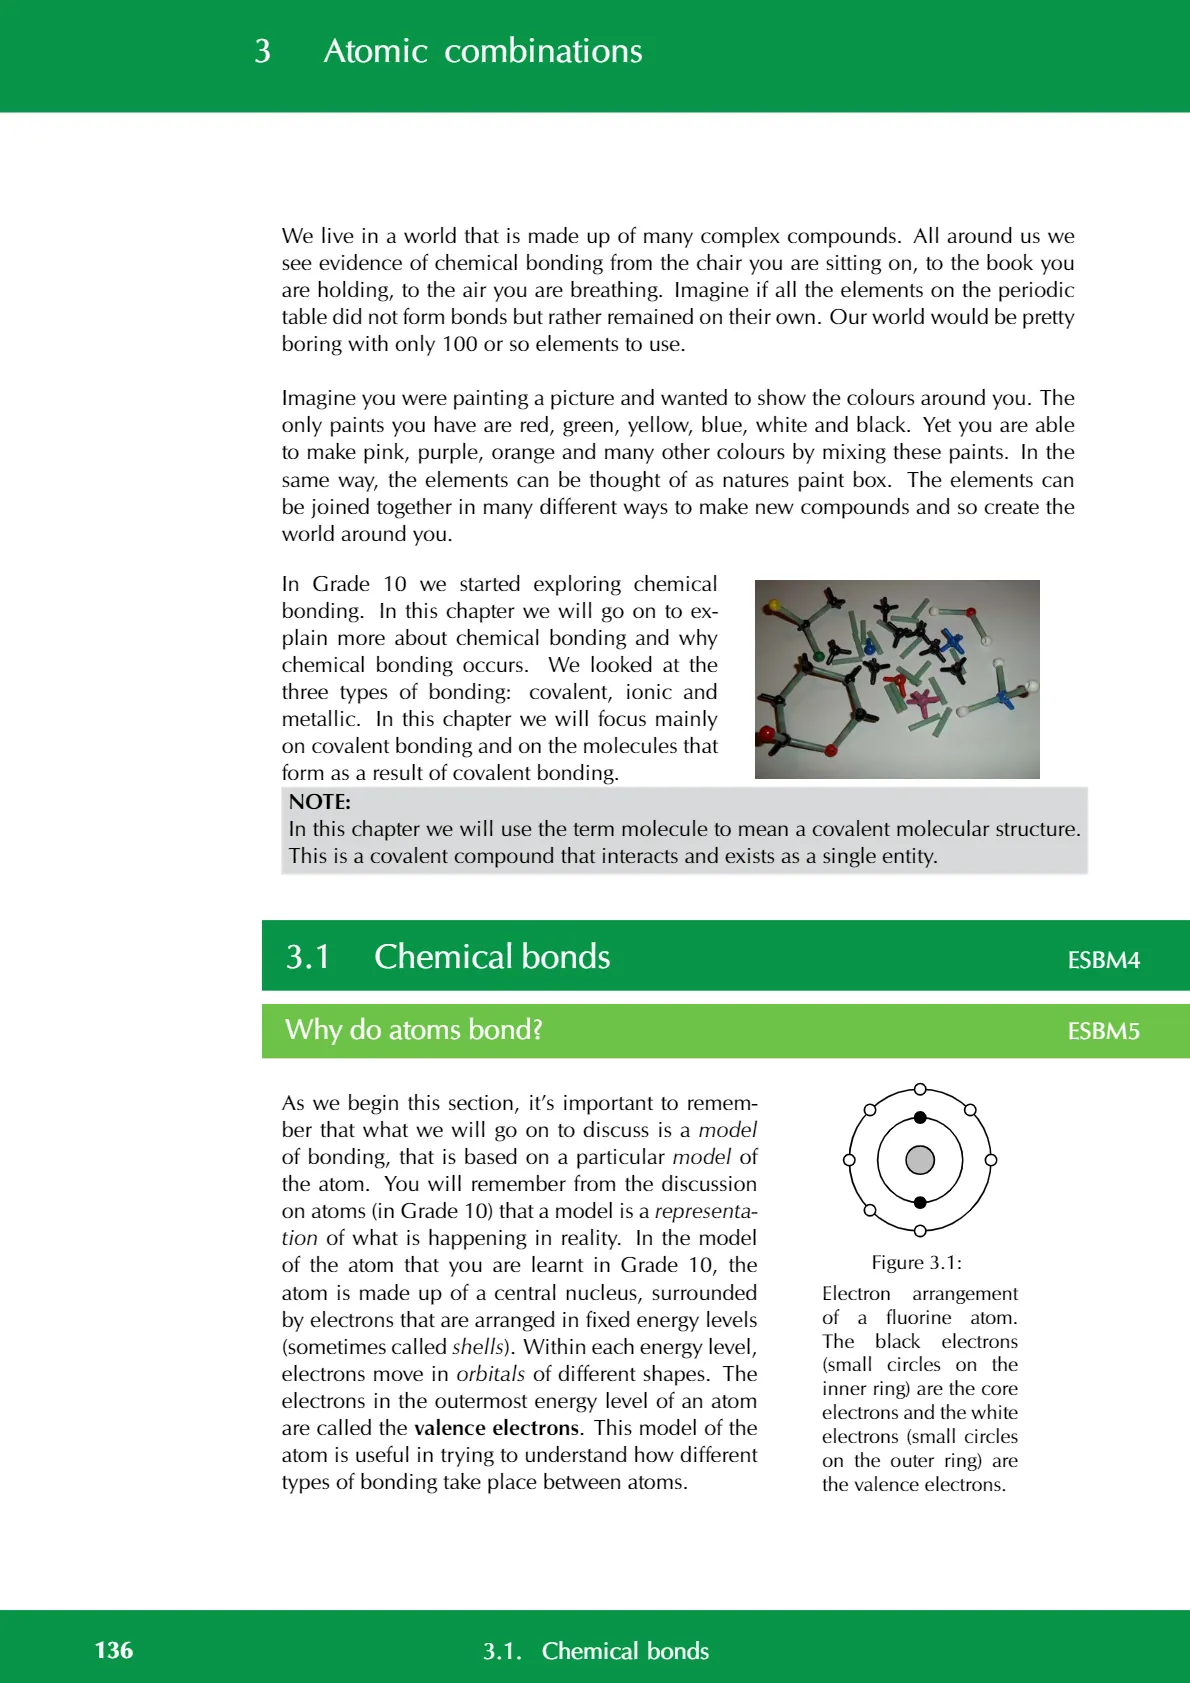 3 Atomic combinations
We live in a world that is made up of many complex compounds. All around us we
see evidence of chemical bonding from the chair you are sitting on, to the book you
are holding, to the air you are breathing. Imagine if all the elements on the periodic
table did not form bonds but rather remained on their own. Our world would be pretty
boring with only 100 or so elements to use.
Imagine you were painting a picture and wanted to show the colours around you. The
only paints you have are red, green, yellow, blue, white and black. Yet you are able
to make pink, purple, orange and many other colours by mixing these paints. In the
same way, the elements can be thought of as natures paint box. The elements can
be joined together in many different ways to make new compounds and so create the
world around you.
In Grade 10 we started exploring chemical
bonding. In this chapter we will go on to ex-
plain more about chemical bonding and why
chemical bonding occurs. We looked at the
three types of bonding: covalent, ionic and
metallic. In this chapter we will focus mainly
on covalent bonding and on the molecules that
form as a result of covalent bonding.
NOTE:
In this chapter we will use the term molecule to mean a covalent molecular structure.
This is a covalent compound that interacts and exists as a single entity.
3.1 Chemical bonds ESBM4
Why do atoms bond? ESBM5
As we begin this section, it's important to remem-
ber that what we will go on to discuss is a model
of bonding, that is based on a particular model of
the atom. You will remember from the discussion
on atoms (in Grade 10) that a model is a representa-
tion of what is happening in reality. In the model
of the atom that you are learnt in Grade 10, the
atom is made up of a central nucleus, surrounded
by electrons that are arranged in fixed energy levels
(sometimes called shells). Within each energy level,
electrons move in orbitals of different shapes. The
electrons in the outermost energy level of an atom
are called the valence electrons. This model of the
atom is useful in trying to understand how different
types of bonding take place between atoms.
Figure 3.1:
Electron arrangement
of a fluorine atom.
The black electrons
(small circles on the
inner ring) are the core
electrons and the white
electrons (small circles
on the outer ring) are
the valence electrons.
136 3.1. Chemical bonds